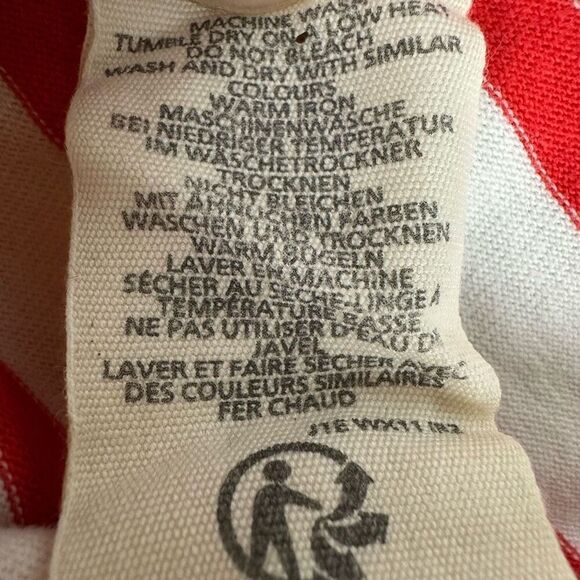 MACHINE WASH
TUMBLE DRY ON A LOW HEAT
DO NOT BLEACH
WASH AND DRY WITH SIMILAR
COLOURS
WARM IRON
MASCHINENWÄSCHE
BEI NIEDRIGER TEMPERATUR
IM WÄSCHETROCKNER
TROCKNEN
NICHT BLEICHEN
MIT ÄHNLICHEN FARBEN
WASCHEN UND TROCKNEN
WARM BÜGELN
LAVER EN MACHINE
SÉCHER AU SÈCHE-LINGE À
TEMPÉRATURE BASSE
NE PAS UTILISER D'EAU DE
JAVEL
LAVER ET FAIRE SÉCHER AVEC
DES COULEURS SIMILAIRES
FER CHAUD